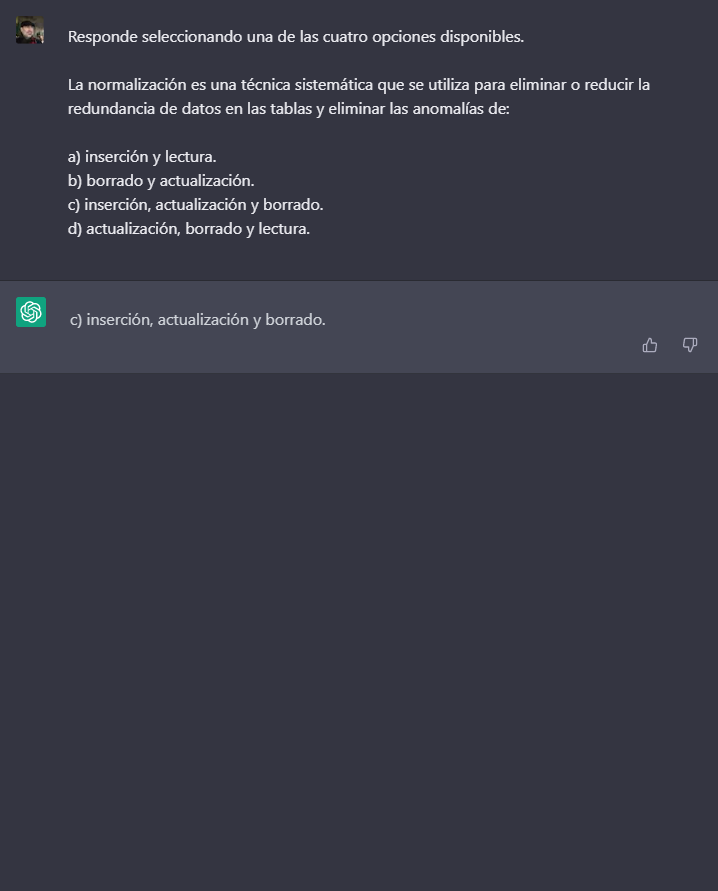 Responde seleccionando una de las cuatro opciones disponibles.
La normalización es una técnica sistemática que se utiliza para eliminar o reducir la
redundancia de datos en las tablas y eliminar las anomalías de:
a) inserción y lectura.
b) borrado y actualización.
c) inserción, actualización y borrado.
d) actualización, borrado y lectura.
c) inserción, actualización y borrado.